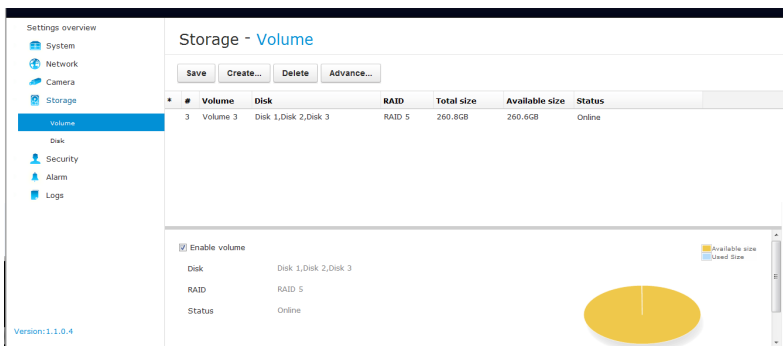 Settings overview
System
Network
Camera
Storage
Volume
Disk
Security
Alarm
Logs
Version:1.1.0.4
Storage - Volume
Save Create... Delete Advance...
* # Volume Disk RAID Total size Available size Status
3 Volume 3 Disk 1,Disk 2,Disk 3 RAID 5 260.8GB 260.6GB Online
Enable volume
Disk Disk 1,Disk 2,Disk 3
RAID RAID 5
Status Online
Available size
Used Size